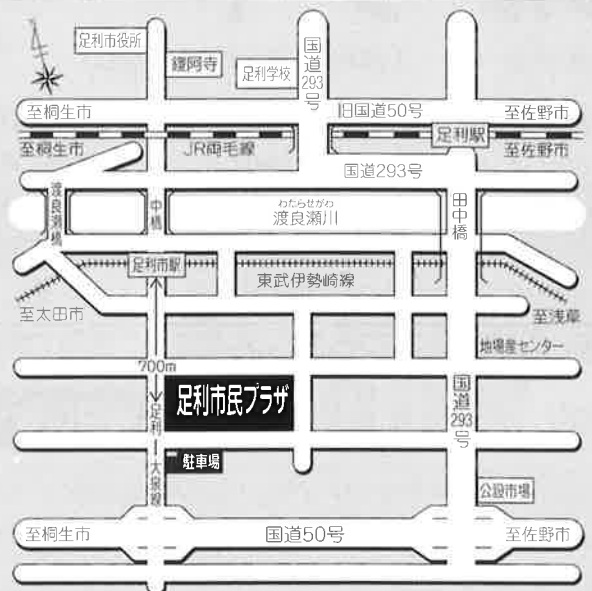 足利市役所
鑁阿寺
足利学校
国道293号
至桐生市
旧国道50号
至佐野市
足利駅
至桐生市
JR両毛線
至佐野市
国道293号
渡良瀬橋
中橋
わたらせがわ
渡良瀬川
田中橋
足利市駅
東武伊勢崎線
至太田市
至浅草
地場産センター
700m
足利市民プラザ
国道293号
足利―大泉線
駐車場
公設市場
至桐生市
国道50号
至佐野市